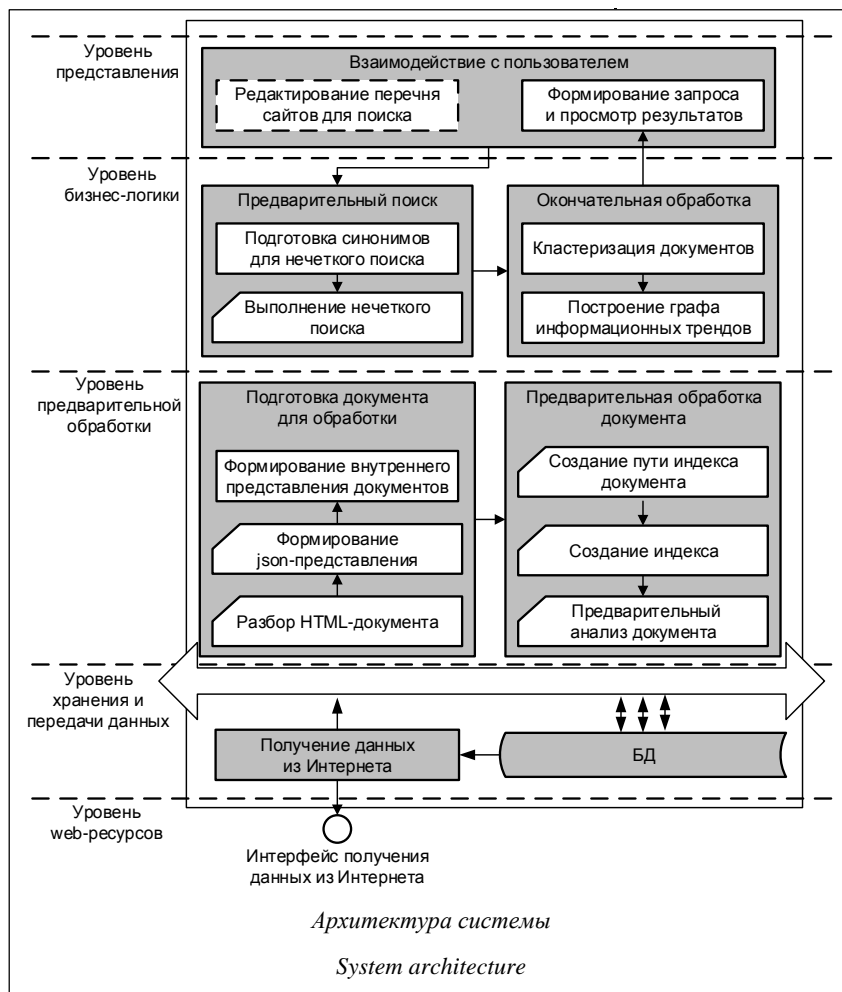 Уровень
представления
Взаимодействие с пользователем
Редактирование перечня
сайтов для поиска
Формирование запроса
и просмотр результатов
Уровень
бизнес-логики
Предварительный поиск
Подготовка синонимов
для нечеткого поиска
Выполнение нечеткого
поиска
Окончательная обработка
Кластеризация документов
Построение графа
информационных трендов
Уровень
предварительной
обработки
Подготовка документа
для обработки
Формирование внутреннего
представления документов
Формирование
json-представления
Разбор HTML-документа
Предварительная обработка
документа
Создание пути индекса
документа
Создание индекса
Предварительный
анализ документа
Уровень
хранения и
передачи данных
Получение данных
из Интернета
БД
Уровень
web-ресурсов
Интерфейс получения
данных из Интернета
Архитектура системы
System architecture